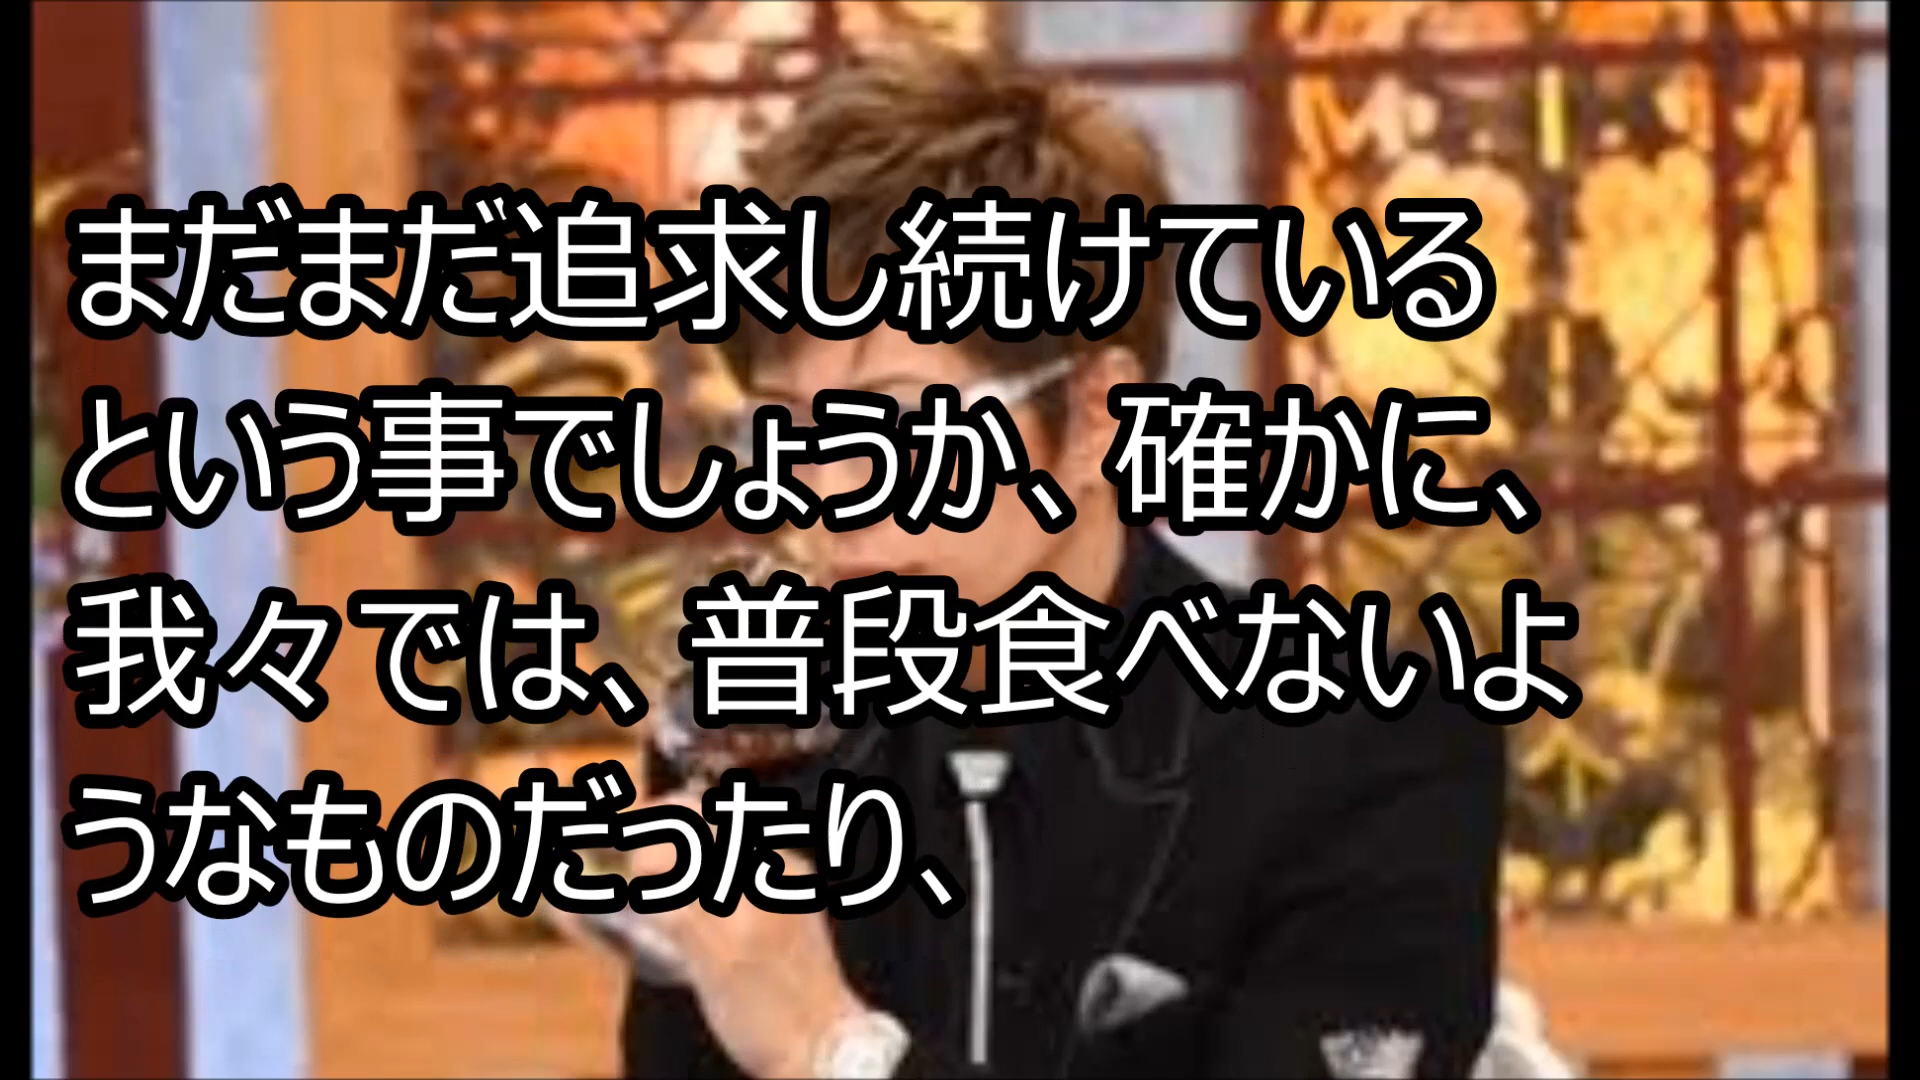 まだまだ追求し続けている
という事でしょうか、確かに、
我々では、普段食べないよ
うなものだったり、